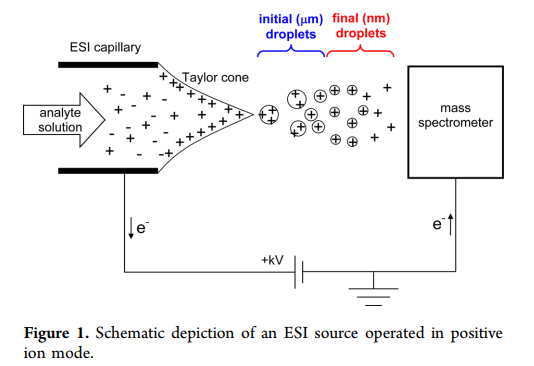 initial (μm)
droplets
final (nm)
droplets
ESI capillary
Taylor cone
analyte
solution
mass
spectrometer
e-
e-
+kV
Figure 1. Schematic depiction of an ESI source operated in positive
ion mode.